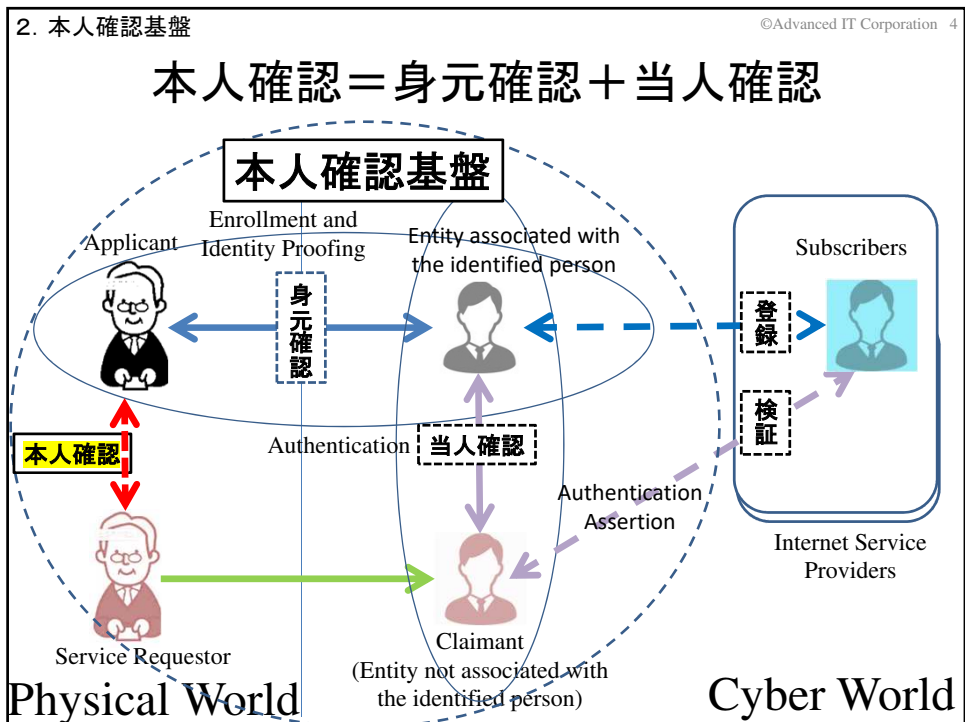 2. 本人確認基盤
©Advanced IT Corporation 4
本人確認＝身元確認＋当人確認
本人確認基盤
Enrollment and
Identity Proofing
Applicant
Entity associated with
the identified person
Subscribers
身元確認
登録
検証
本人確認
Authentication
当人確認
Authentication
Assertion
Internet Service
Providers
Service Requestor
Claimant
(Entity not associated with
the identified person)
Physical World
Cyber World